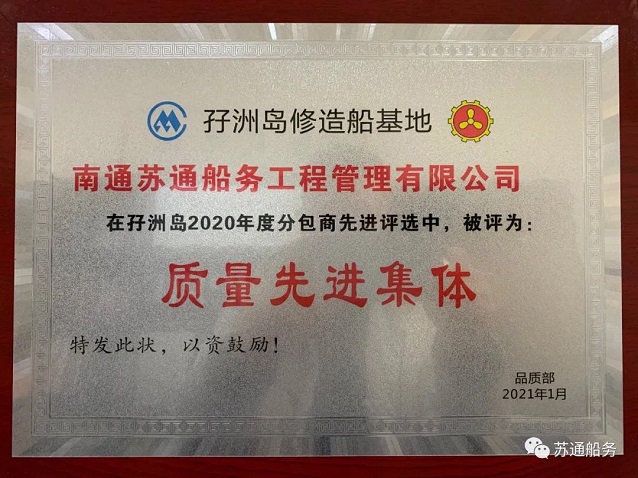 孖洲岛修造船基地
南通苏通船务工程管理有限公司
在孖洲岛2020年度分包商先进评选中，被评为：
质量先进集体
特发此状，以资鼓励！
品质部
2021年1月
苏通船务